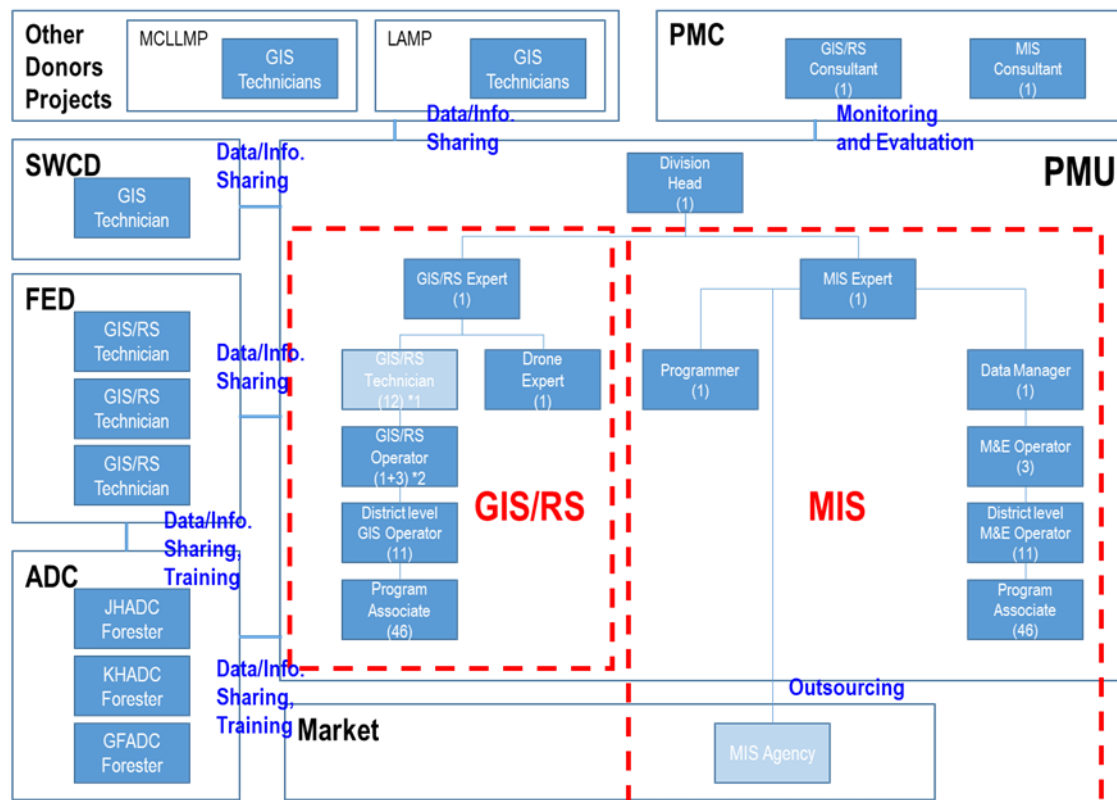 Other
Donors
Projects
MCLLMP
GIS
Technicians
LAMP
GIS
Technicians
PMC
GIS/RS
Consultant
(1)
MIS
Consultant
(1)
Data/Info.
Sharing
Monitoring
and Evaluation
SWCD
GIS
Technician
Data/Info.
Sharing
PMU
Division
Head
(1)
FED
GIS/RS
Technician
GIS/RS
Technician
GIS/RS
Technician
Data/Info.
Sharing
GIS/RS Expert
(1)
GIS/RS
Technician
(12) *1
Drone
Expert
(1)
GIS/RS
Operator
(1+3) *2
District level
GIS Operator
(11)
Program
Associate
(46)
GIS/RS
MIS Expert
(1)
Programmer
(1)
Data Manager
(1)
M&E Operator
(3)
District level
M&E Operator
(11)
Program
Associate
(46)
MIS
Data/Info.
Sharing,
Training
ADC
JHADC
Forester
KHADC
Forester
GFADC
Forester
Data/Info.
Sharing,
Training
Outsourcing
Market
MIS Agency